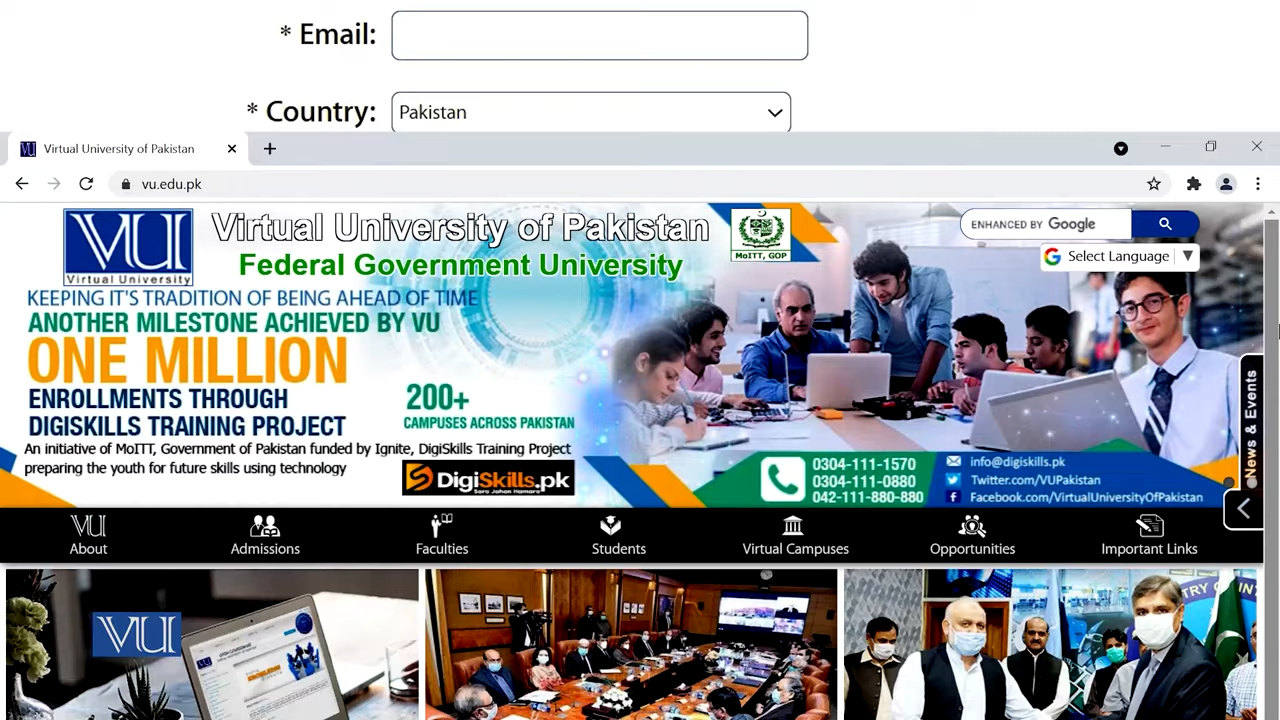 * Email:
* Country: Pakistan
Virtual University of Pakistan
vu.edu.pk
VU
Virtual University
Virtual University of Pakistan
Federal Government University
MoITT, GOP
ENHANCED BY Google
Select Language
KEEPING IT'S TRADITION OF BEING AHEAD OF TIME
ANOTHER MILESTONE ACHIEVED BY VU
ONE MILLION
ENROLLMENTS THROUGH
DIGISKILLS TRAINING PROJECT
200+
CAMPUSES ACROSS PAKISTAN
An initiative of MoITT, Government of Pakistan funded by Ignite, DigiSkills Training Project
preparing the youth for future skills using technology
DigiSkills.pk
Sara Jahan Hamara
0304-111-1570
0304-111-0880
042-111-880-880
info@digiskills.pk
Twitter.com/VUPakistan
Facebook.com/VirtualUniversityOfPakistan
News & Events
VU
About
Admissions
Faculties
Students
Virtual Campuses
Opportunities
Important Links
VU